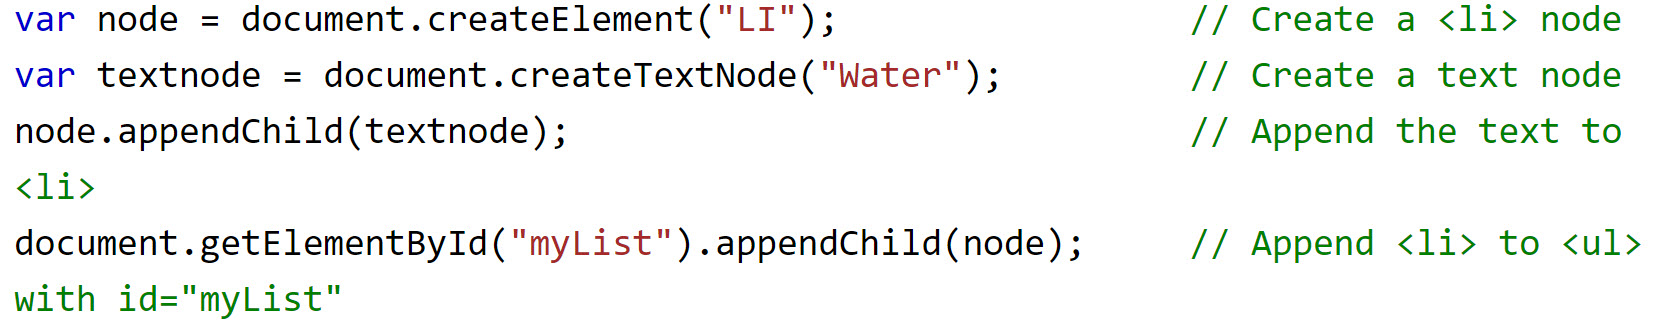 var node = document.createElement("LI"); // Create a <li> node
var textnode = document.createTextNode("Water"); // Create a text node
node.appendChild(textnode); // Append the text to
<li>
document.getElementById("myList").appendChild(node); // Append <li> to <ul>
with id="myList"